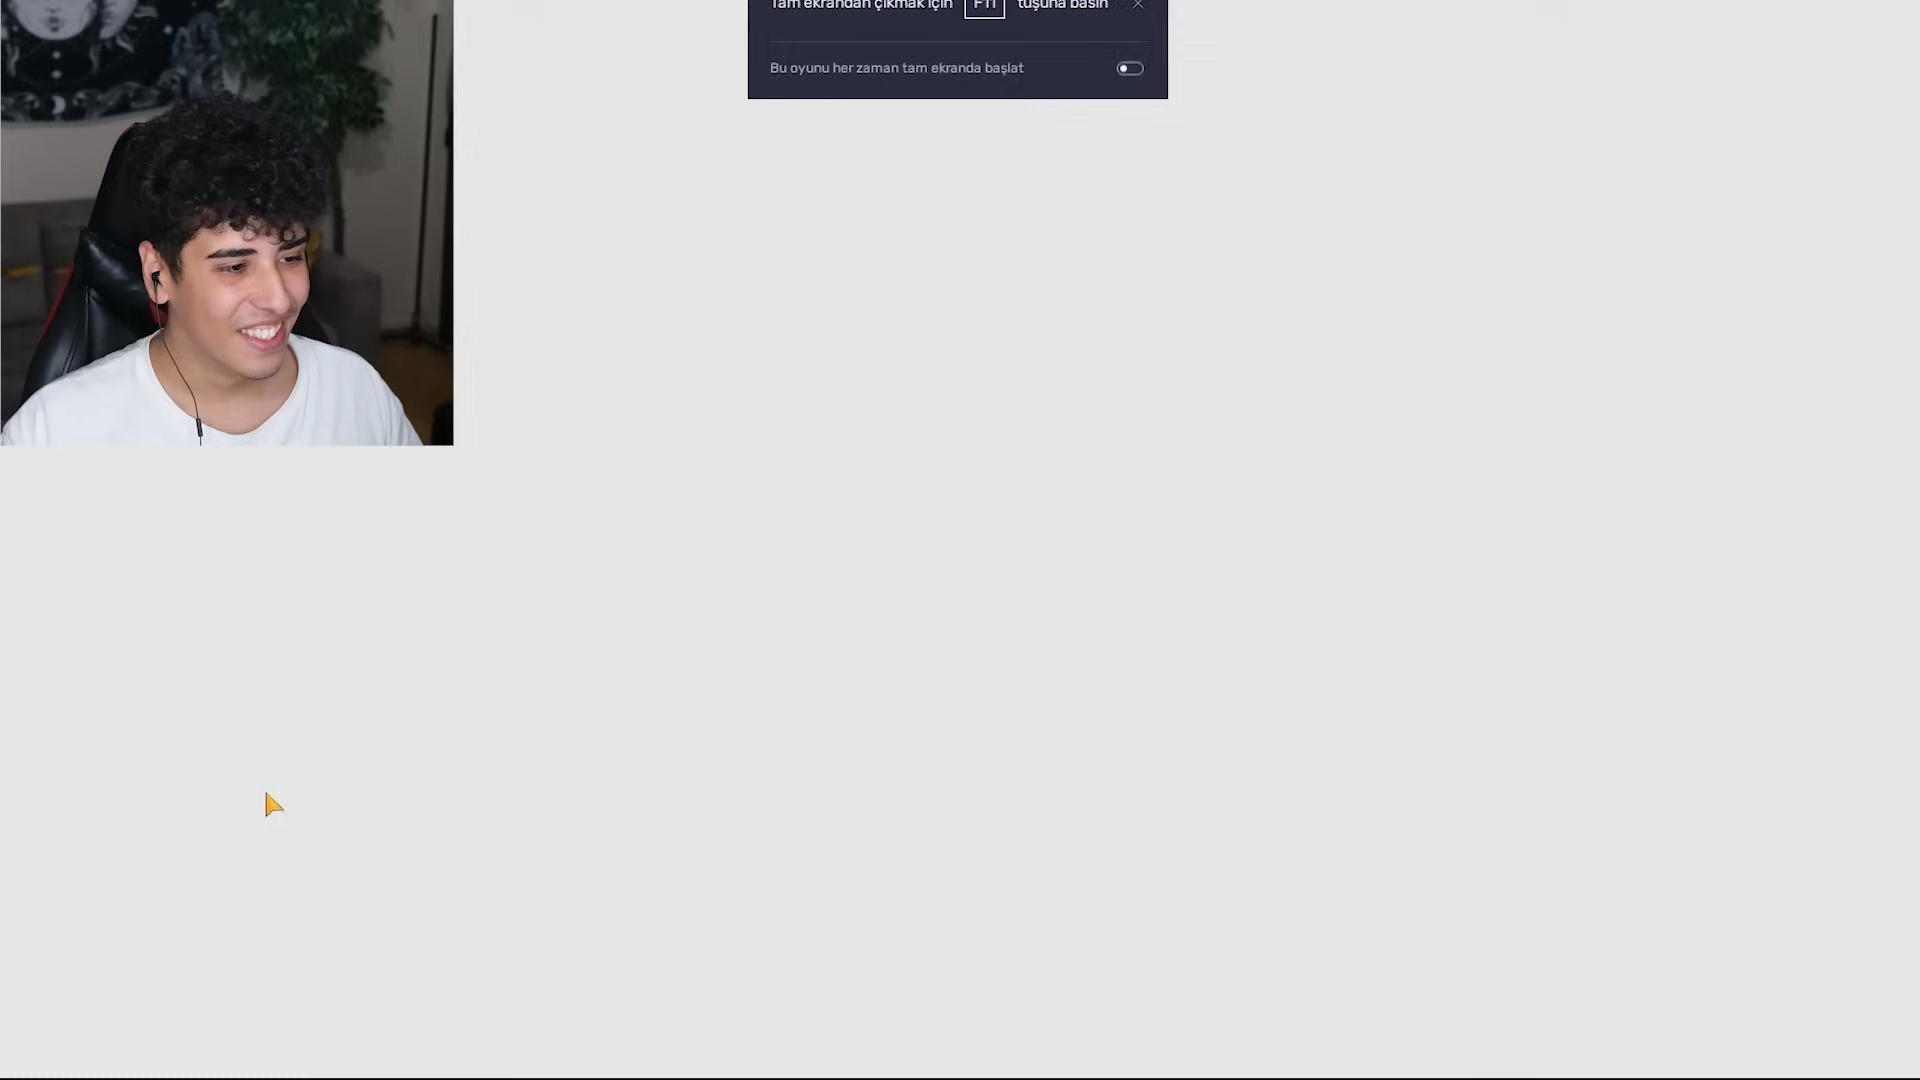 Tam ekrandan çıkmak için F11 tuşuna basın
Bu oyunu her zaman tam ekranda başlat